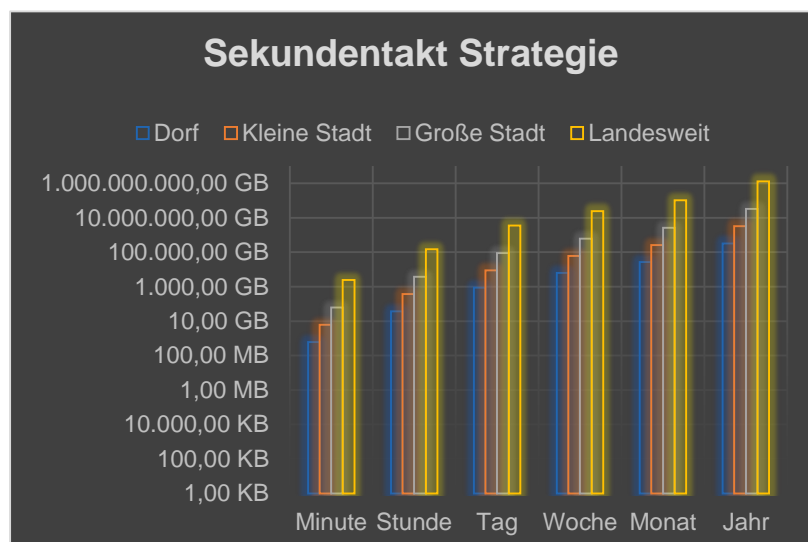 Sekundentakt Strategie
Dorf Kleine Stadt Große Stadt Landesweit
1.000.000.000,00 GB
10.000.000,00 GB
100.000,00 GB
1.000,00 GB
10,00 GB
100,00 MB
1,00 MB
10.000,00 KB
100,00 KB
1,00 KB
Minute Stunde Tag Woche Monat Jahr